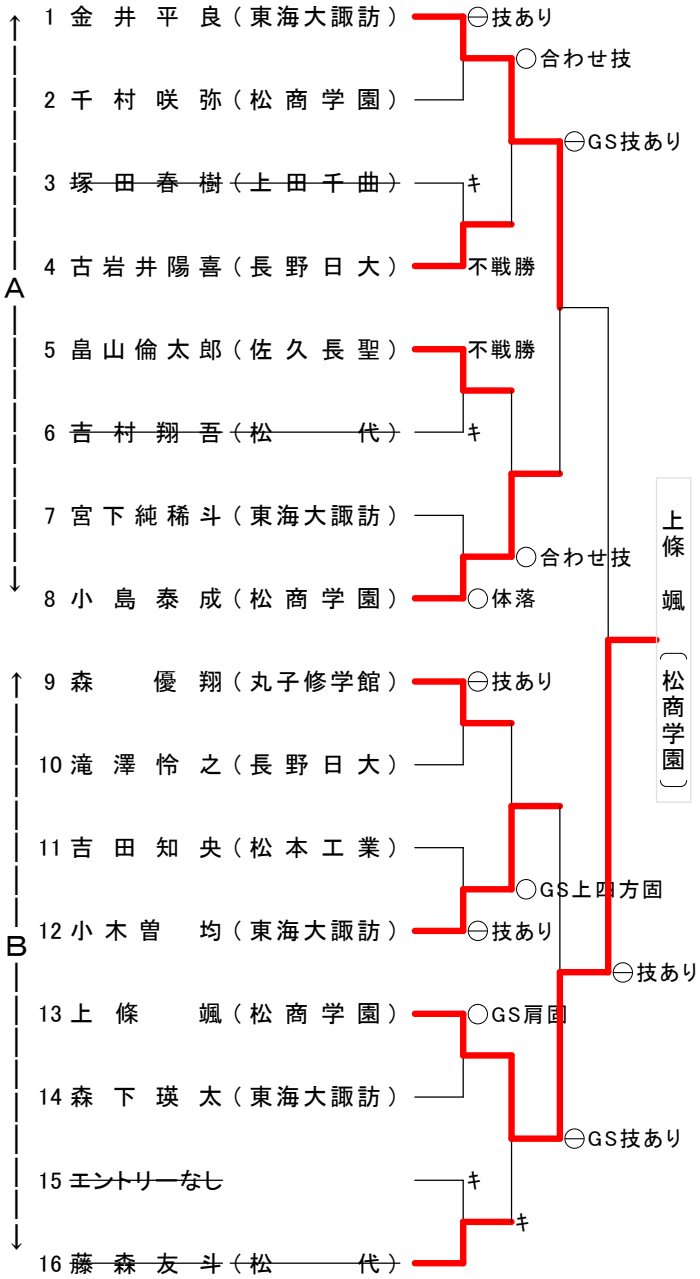 1 金井平良(東海大諏訪) ⊖技あり
○合わせ技
2 千村咲弥(松商学園)
⊖GS技あり
3 塚田春樹(上田千曲) キ
4 古岩井陽喜(長野日大) 不戦勝
A
5 畠山倫太郎(佐久長聖) 不戦勝
6 吉村翔吾(松代) キ
7 宮下純稀斗(東海大諏訪)
○合わせ技
8 小島泰成(松商学園) ○体落
上條 颯 (松商学園)
9 森 優翔(丸子修学館) ⊖技あり
10 滝澤怜之(長野日大)
11 吉田知央(松本工業)
○GS上四方固
12 小木曽 均(東海大諏訪) ⊖技あり
B
⊖技あり
13 上條 颯(松商学園) ○GS肩固
14 森下瑛太(東海大諏訪)
⊖GS技あり
15 エントリーなし キ
キ
16 藤森友斗(松代)